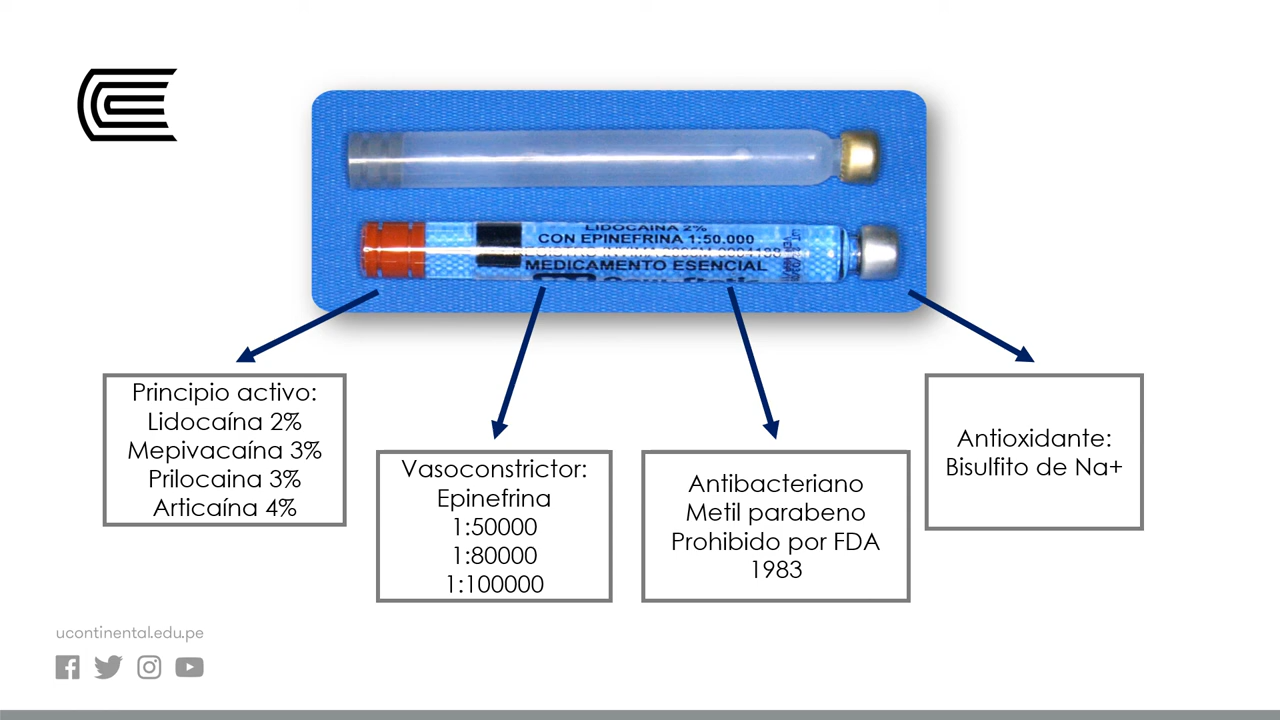 LIDOCAINA 2%
CON EPINEFRINA 1:50.000
MEDICAMENTO ESENCIAL
Principio activo:
Lidocaína 2%
Mepivacaína 3%
Prilocaina 3%
Articaína 4%
Vasoconstrictor:
Epinefrina
1:50000
1:80000
1:100000
Antibacteriano
Metil parabeno
Prohibido por FDA
1983
Antioxidante:
Bisulfito de Na+
ucontinental.edu.pe